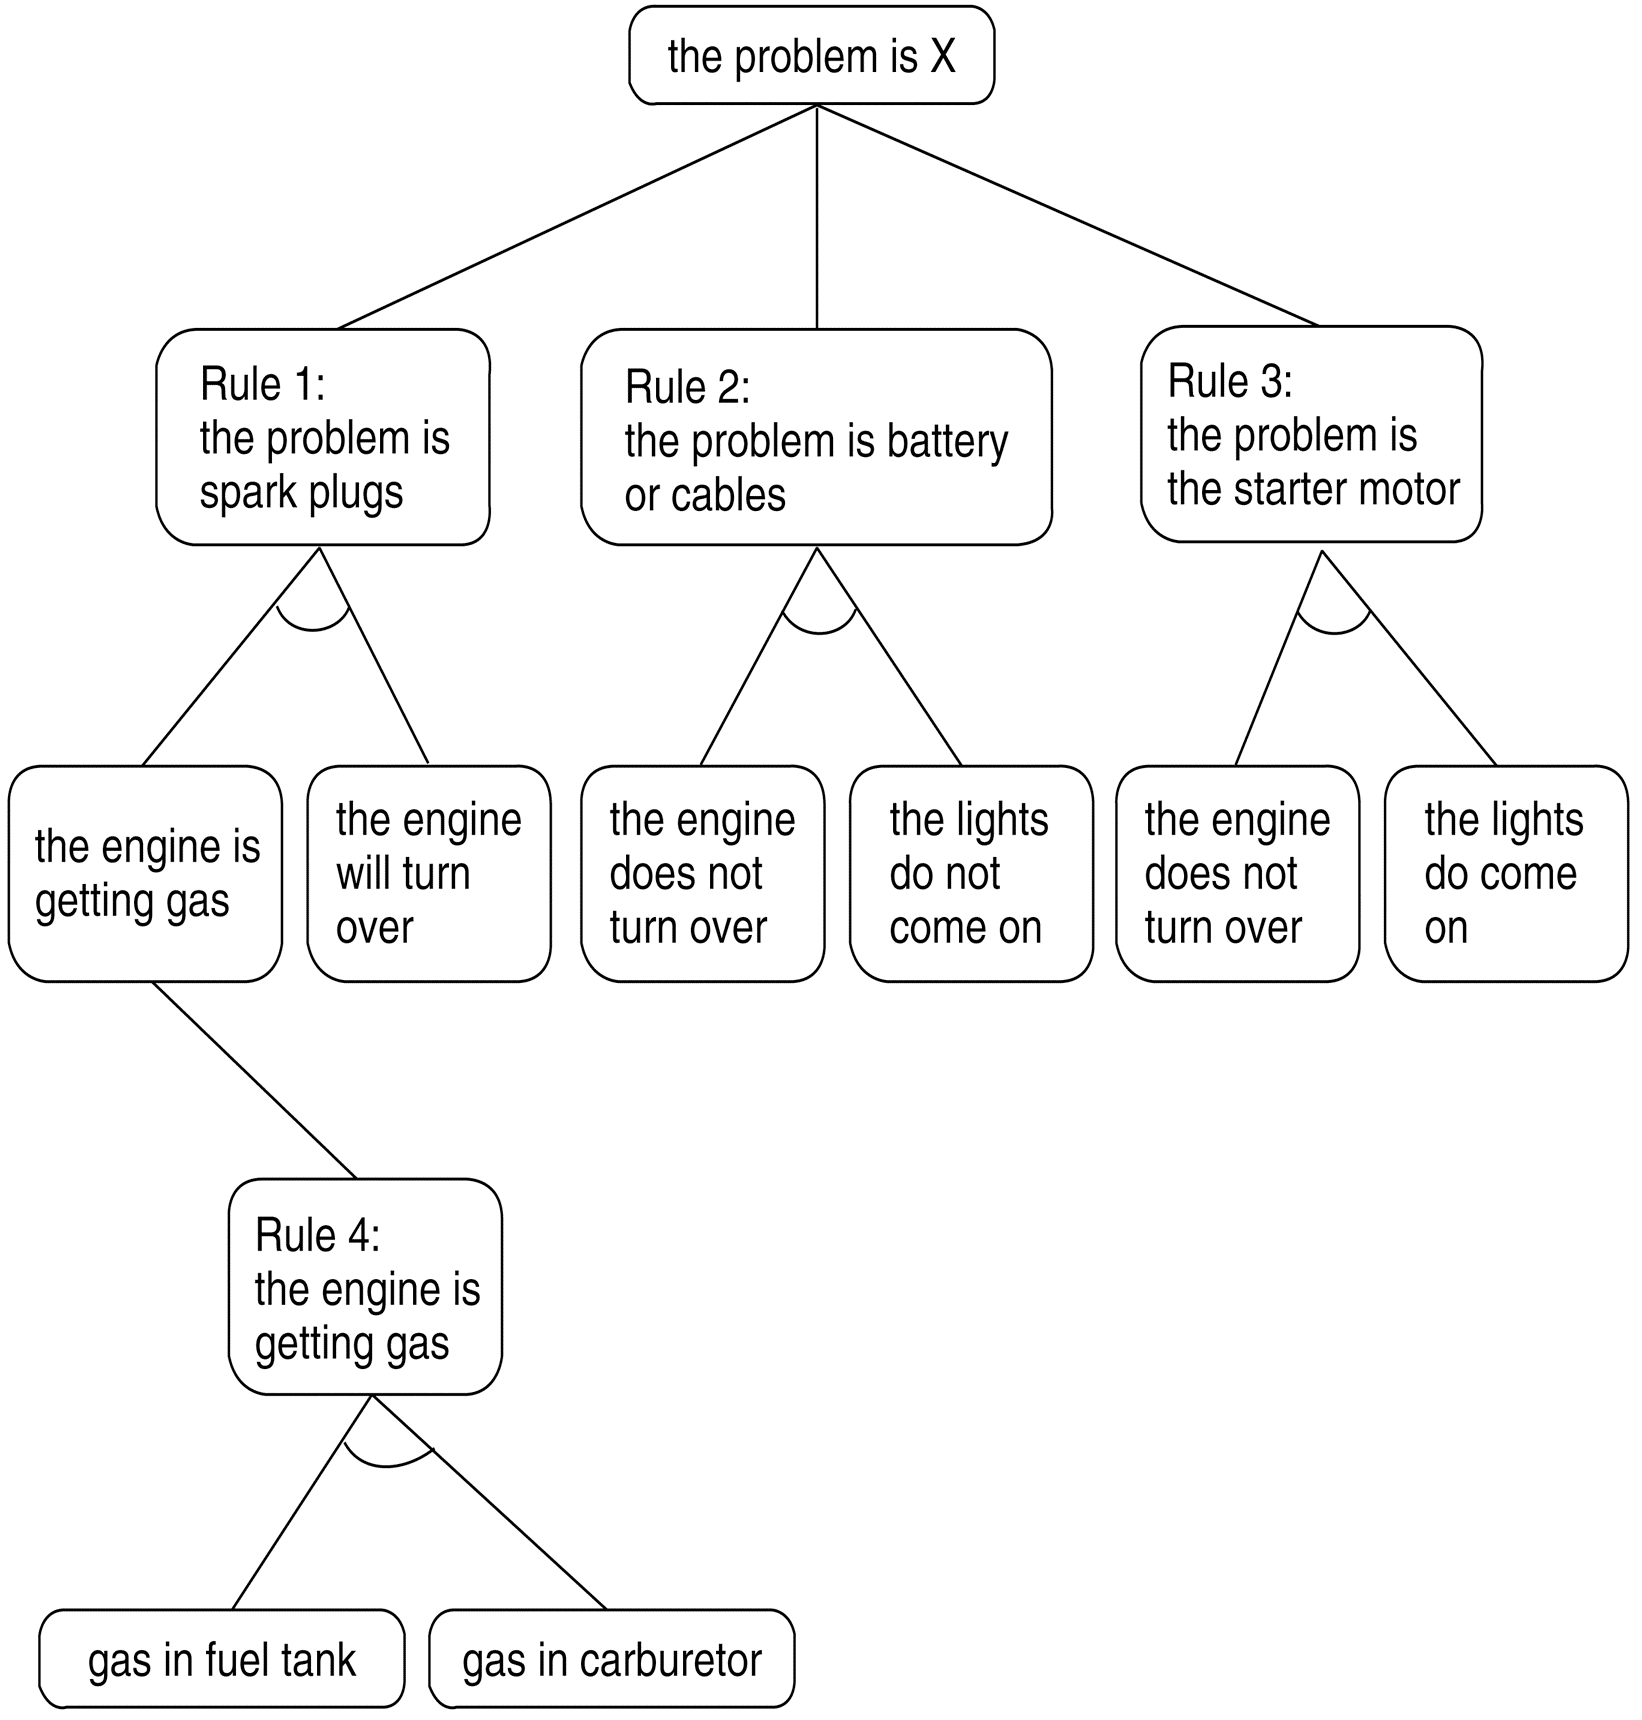 the problem is X
Rule 1:
the problem is
spark plugs
Rule 2:
the problem is battery
or cables
Rule 3:
the problem is
the starter motor
the engine is
getting gas
the engine
will turn
over
the engine
does not
turn over
the lights
do not
come on
the engine
does not
turn over
the lights
do come
on
Rule 4:
the engine is
getting gas
gas in fuel tank
gas in carburetor